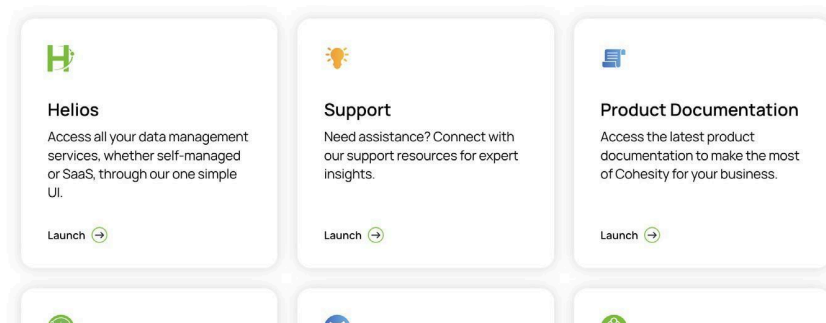 Helios
Access all your data management
services, whether self-managed
or SaaS, through our one simple
UI.
Launch
Support
Need assistance? Connect with
our support resources for expert
insights.
Launch
Product Documentation
Access the latest product
documentation to make the most
of Cohesity for your business.
Launch